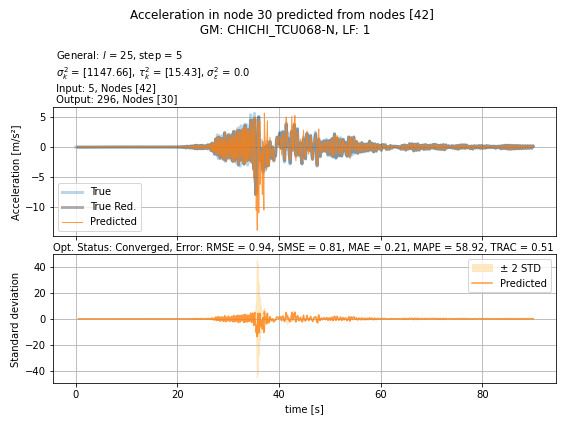 Acceleration in node 30 predicted from nodes [42]
GM: CHICHI_TCU068-N, LF: 1
General: l = 25, step = 5
σ_k^2 = [1147.66], τ_k^2 = [15.43], σ_ε^2 = 0.0
Input: 5, Nodes [42]
Output: 296, Nodes [30]
Acceleration [m/s²]
5
0
−5
−10
True
True Red.
Predicted
Opt. Status: Converged, Error: RMSE = 0.94, SMSE = 0.81, MAE = 0.21, MAPE = 58.92, TRAC = 0.51
Standard deviation
40
20
0
−20
−40
± 2 STD
Predicted
0 20 40 60 80
time [s]